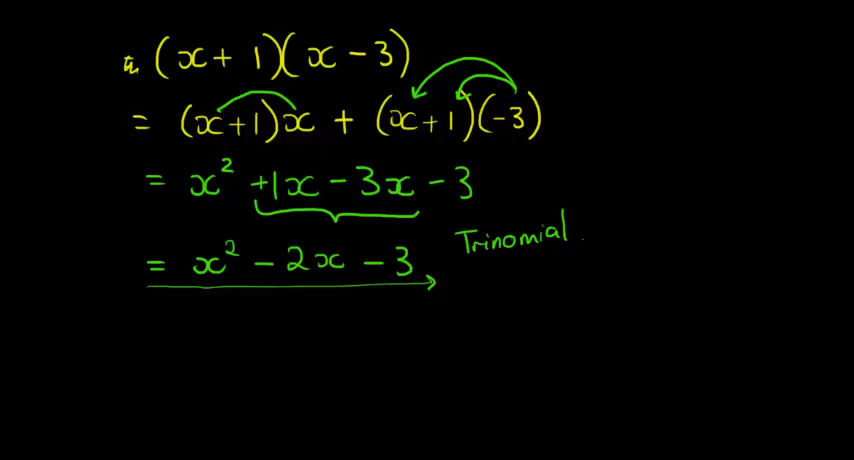 (x + 1)(x - 3)
= (x+1)x + (x+1)(-3)
= x² +1x - 3x - 3
= x² - 2x - 3
Trinomial.